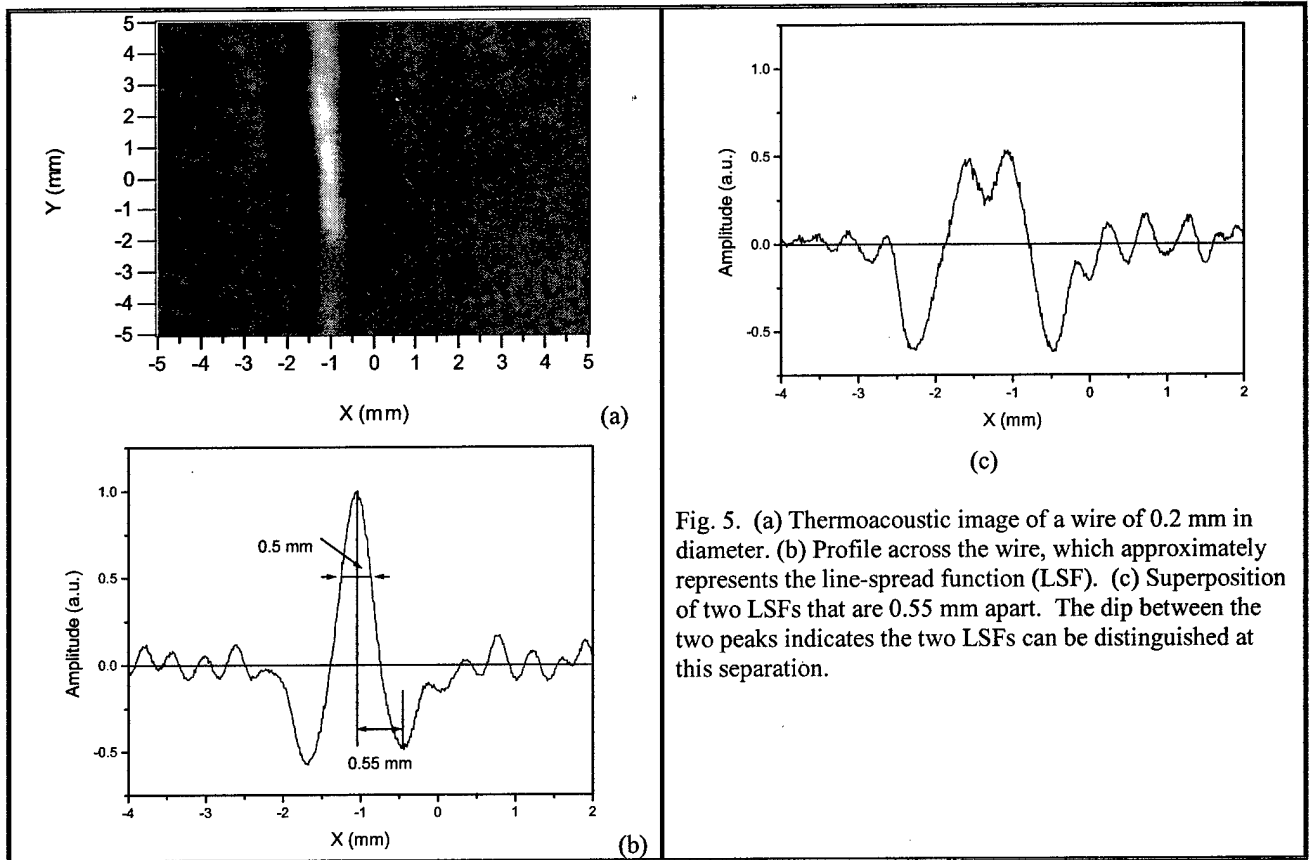 5
4
3
2
1
0
-1
-2
-3
-4
-5
Y (mm)
-5 -4 -3 -2 -1 0 1 2 3 4 5
X (mm)
(a)
1.0
0.5
0.0
-0.5
Amplitude (a.u.)
0.5 mm
0.55 mm
-4 -3 -2 -1 0 1 2
X (mm)
(b)
1.0
0.5
0.0
-0.5
Amplitude (a.u.)
-4 -3 -2 -1 0 1 2
X (mm)
(c)
Fig. 5. (a) Thermoacoustic image of a wire of 0.2 mm in
diameter. (b) Profile across the wire, which approximately
represents the line-spread function (LSF). (c) Superposition
of two LSFs that are 0.55 mm apart. The dip between the
two peaks indicates the two LSFs can be distinguished at
this separation.